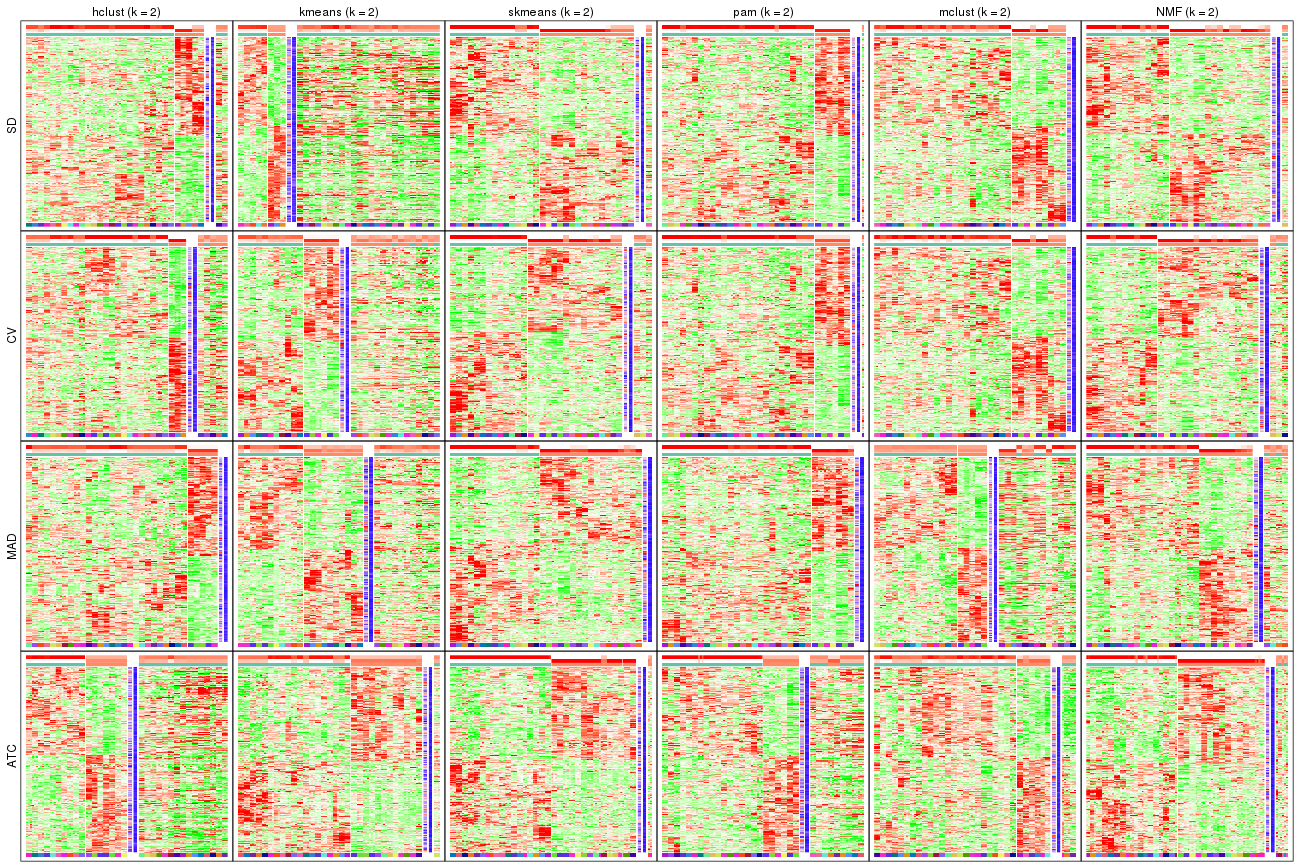 hclust (k = 2) kmeans (k = 2) skmeans (k = 2) pam (k = 2) mclust (k = 2) NMF (k = 2)
SD
CV
MAD
ATC